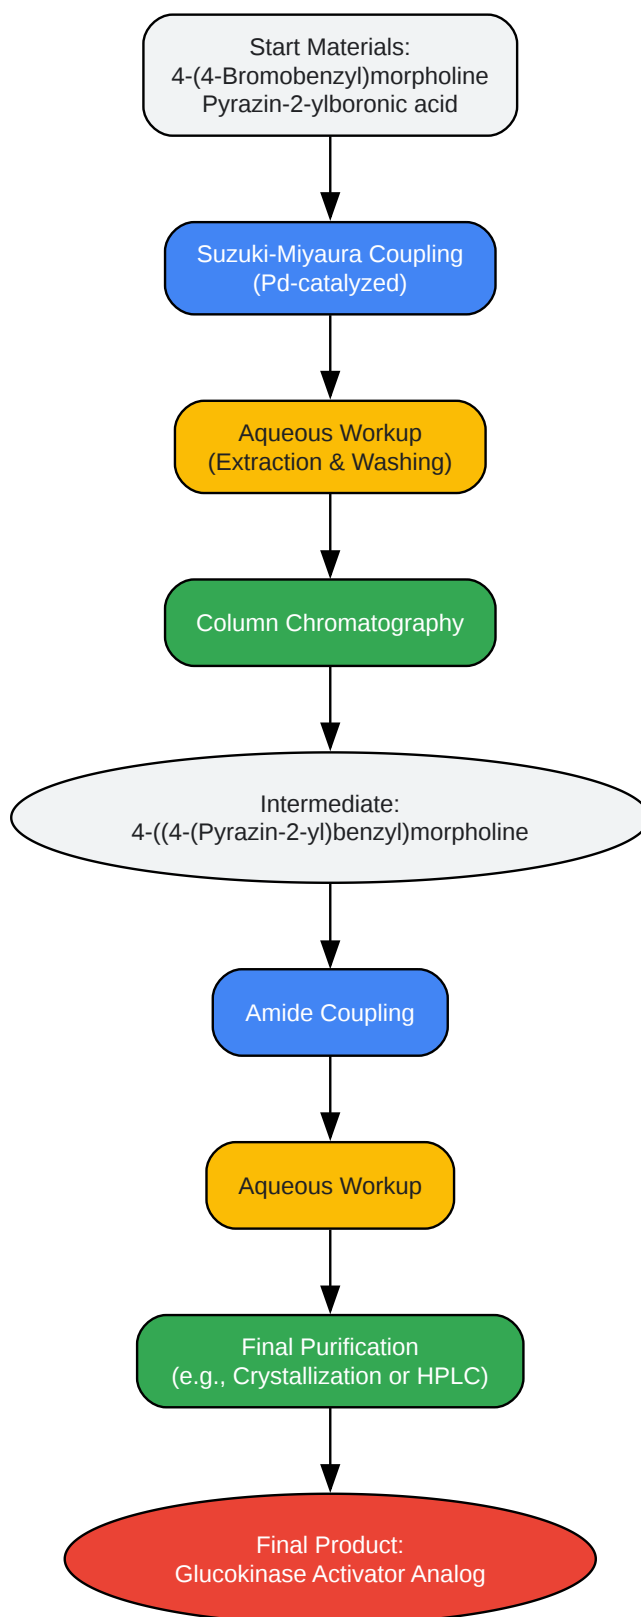 Start Materials:
4-(4-Bromobenzyl)morpholine
Pyrazin-2-ylboronic acid
Suzuki-Miyaura Coupling
(Pd-catalyzed)
Aqueous Workup
(Extraction & Washing)
Column Chromatography
Intermediate:
4-((4-(Pyrazin-2-yl)benzyl)morpholine
Amide Coupling
Aqueous Workup
Final Purification
(e.g., Crystallization or HPLC)
Final Product:
Glucokinase Activator Analog